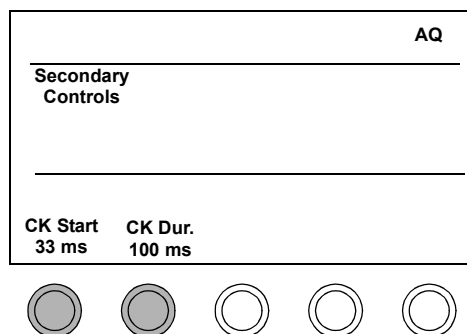 AQ
Secondary
Controls
CK Start
33 ms
CK Dur.
100 ms